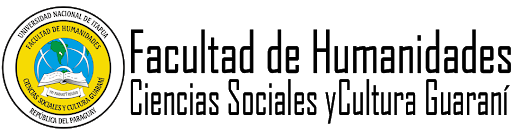 UNIVERSIDAD NACIONAL DE ITAPÚA
FACULTAD DE HUMANIDADES
CIENCIAS SOCIALES Y CULTURA GUARANÍ
REPÚBLICA DEL PARAGUAY
Facultad de Humanidades
Ciencias Sociales yCultura Guaraní